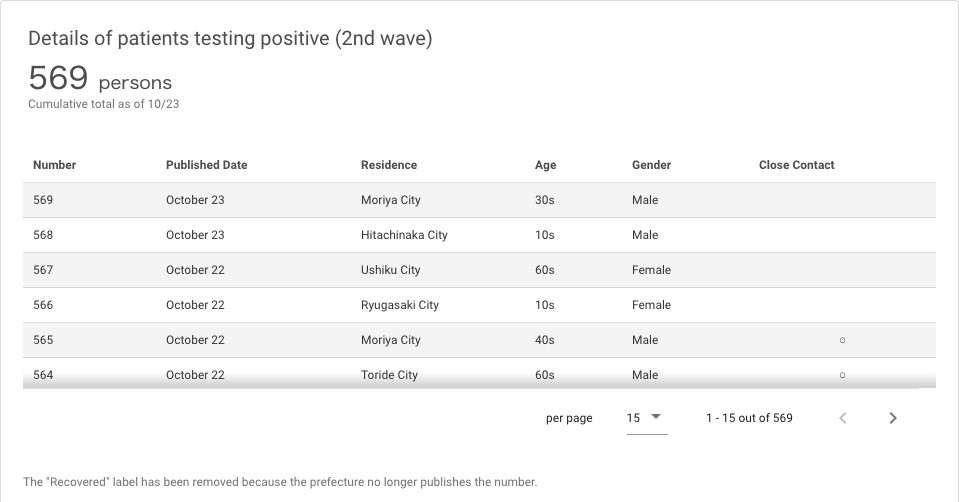 Details of patients testing positive (2nd wave)
569 persons
Cumulative total as of 10/23
Number Published Date Residence Age Gender Close Contact
569 October 23 Moriya City 30s Male
568 October 23 Hitachinaka City 10s Male
567 October 22 Ushiku City 60s Female
566 October 22 Ryugasaki City 10s Female
565 October 22 Moriya City 40s Male ○
564 October 22 Toride City 60s Male ○
per page 15 1 - 15 out of 569
The "Recovered" label has been removed because the prefecture no longer publishes the number.